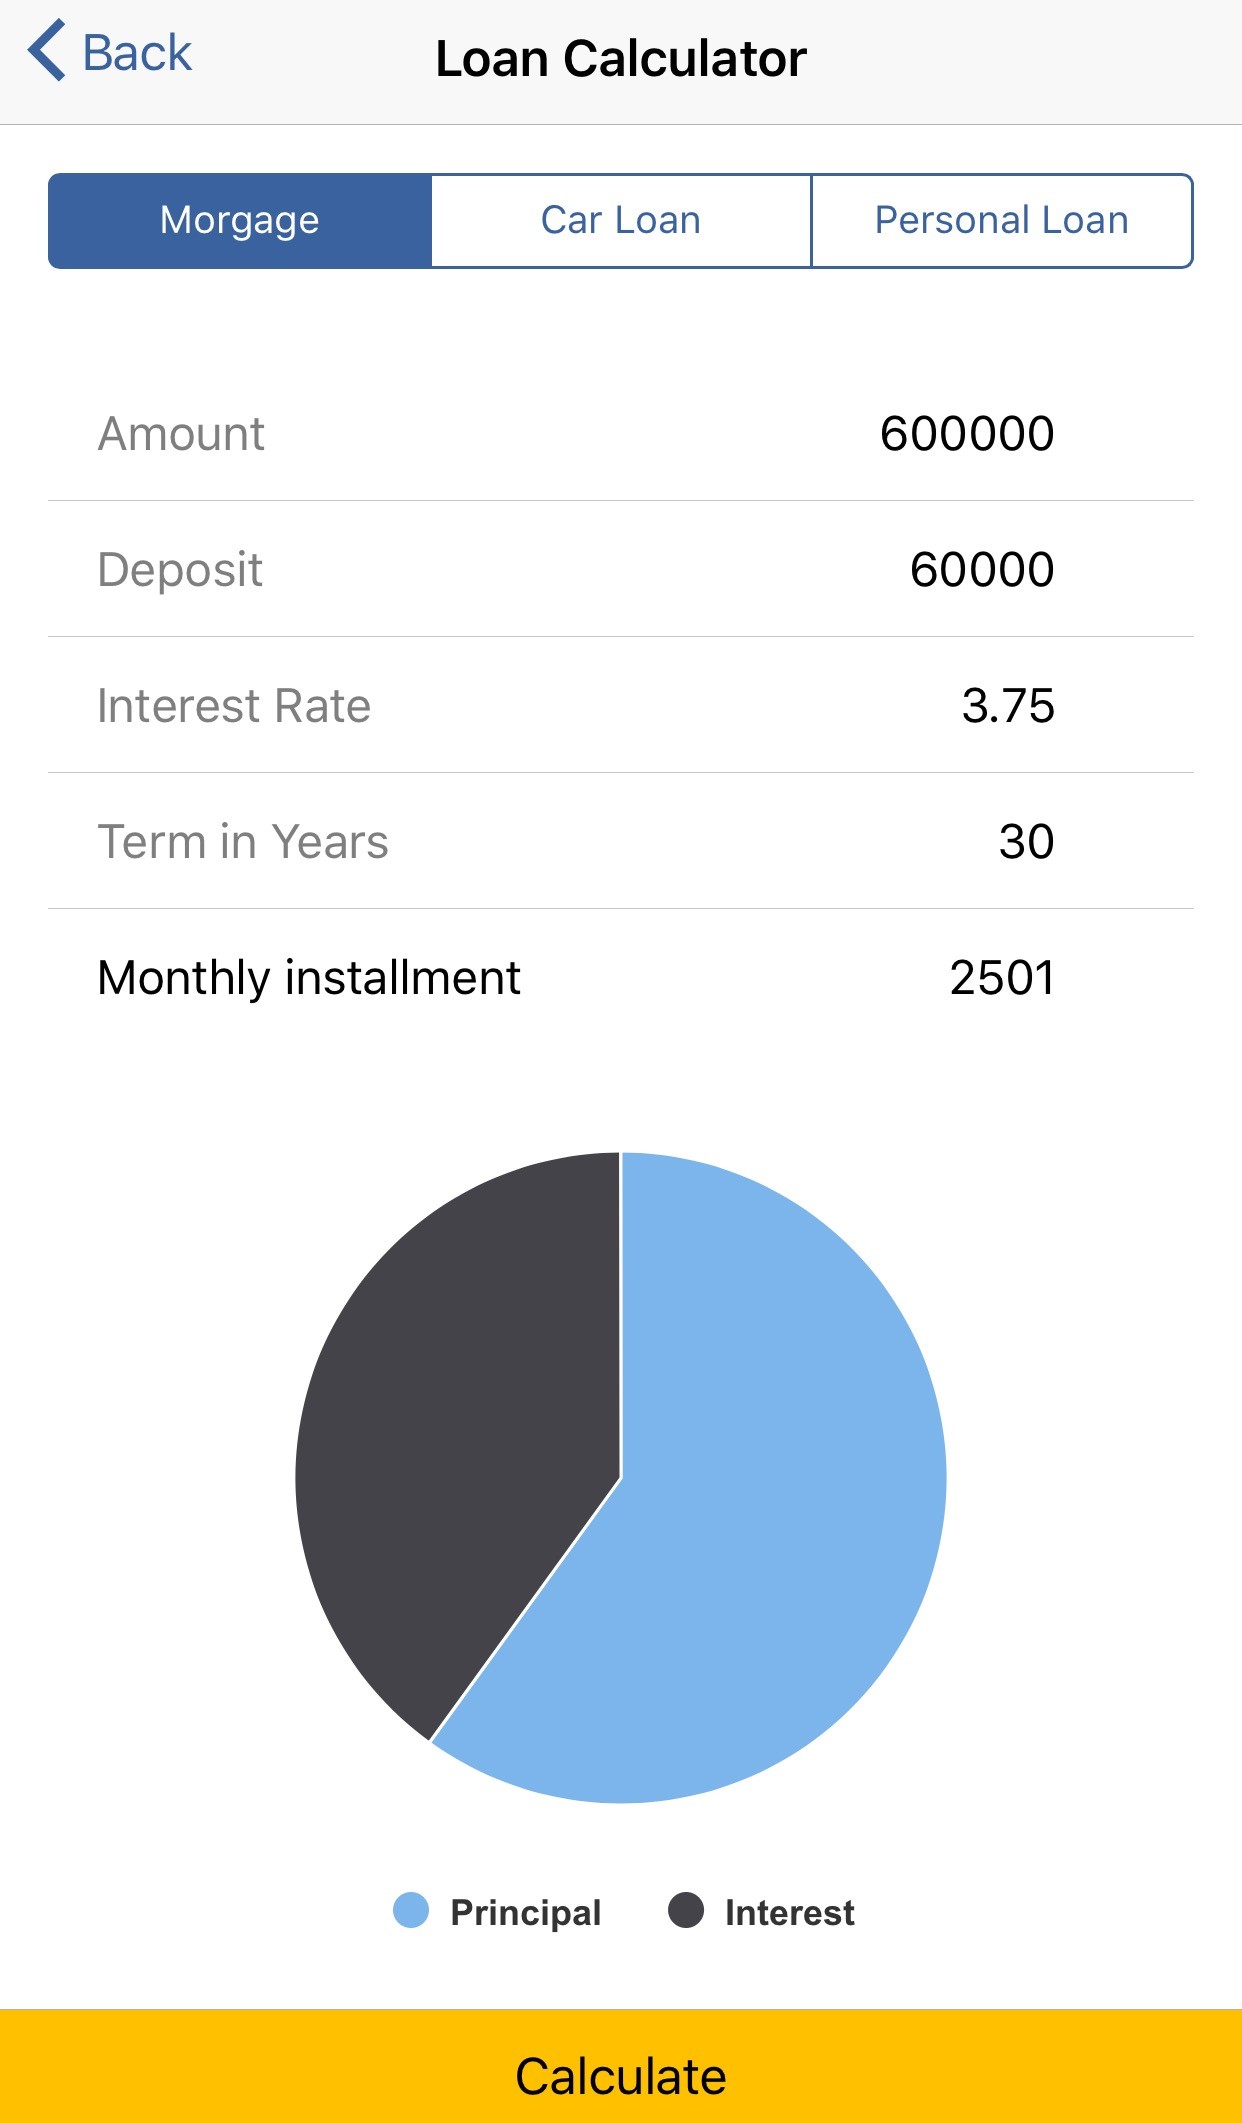 Back
Loan Calculator
Morgage
Car Loan
Personal Loan
Amount 600000
Deposit 60000
Interest Rate 3.75
Term in Years 30
Monthly installment 2501
Principal
Interest
Calculate